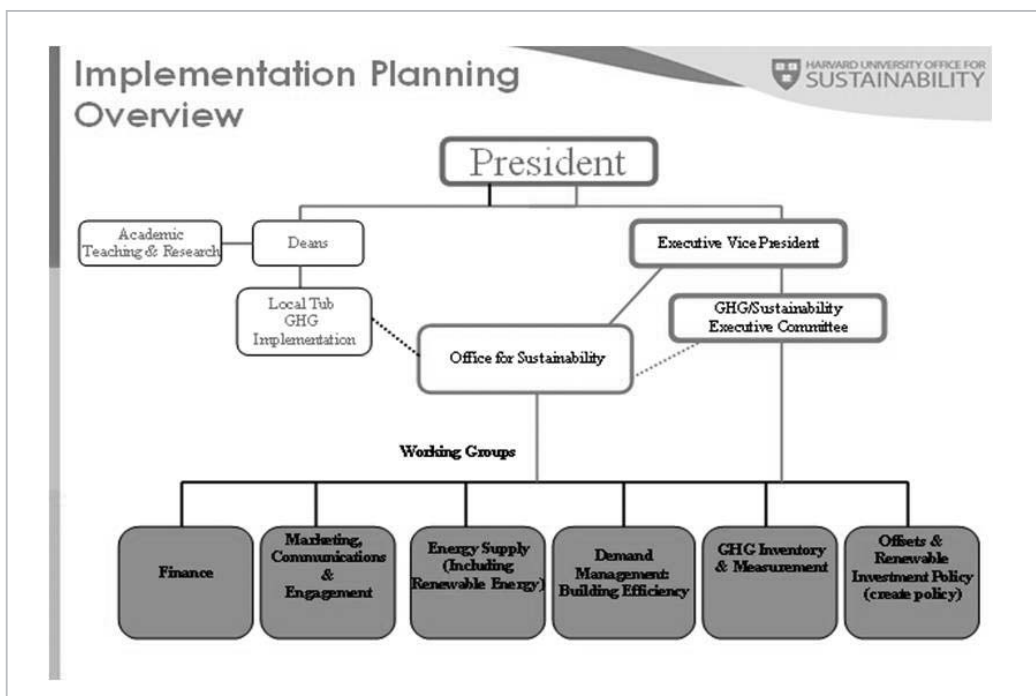 Implementation Planning
Overview
HARVARD UNIVERSITY OFFICE FOR
SUSTAINABILITY
President
Academic
Teaching & Research
Deans
Executive Vice President
Local Tub
GHG
Implementation
GHG/Sustainability
Executive Committee
Office for Sustainability
Working Groups
Finance
Marketing,
Communications
&
Engagement
Energy Supply
(Including
Renewable Energy)
Demand
Management:
Building Efficiency
GHG Inventory
& Measurement
Offsets &
Renewable
Investment Policy
(create policy)